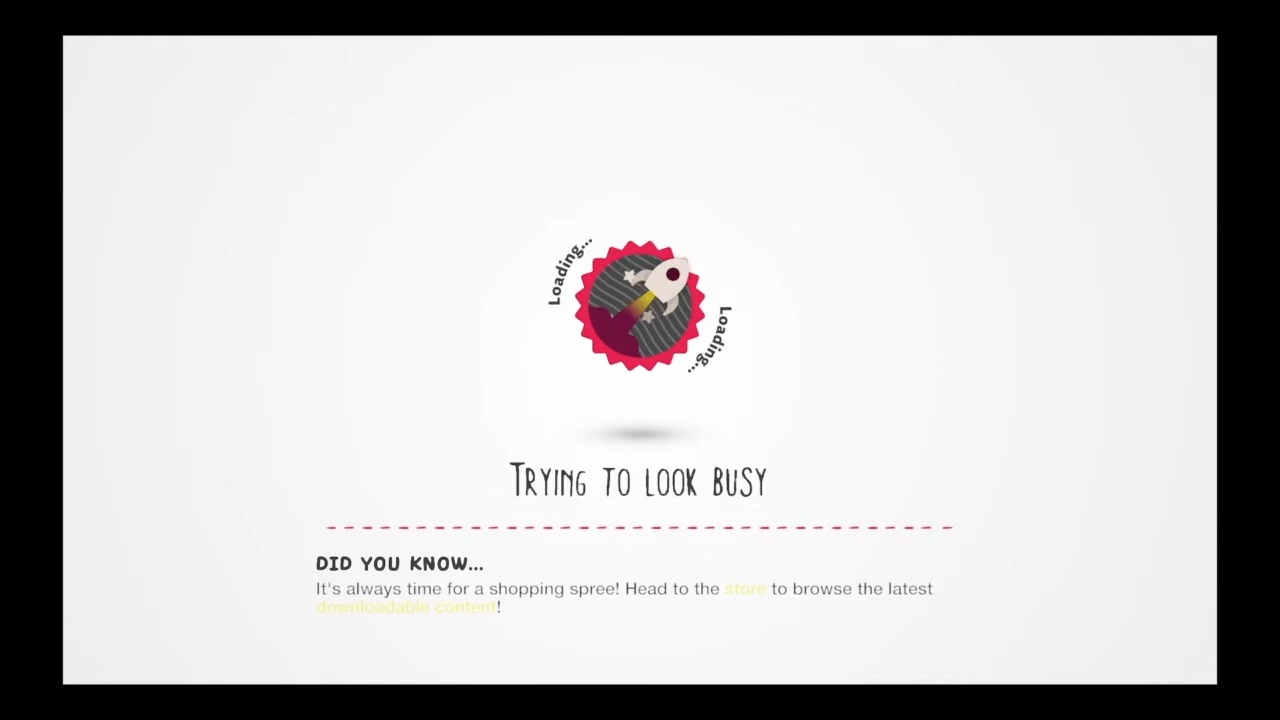 Loading...
Loading...
TRYING TO LOOK BUSY
DID YOU KNOW...
It's always time for a shopping spree! Head to the store to browse the latest
downloadable content!